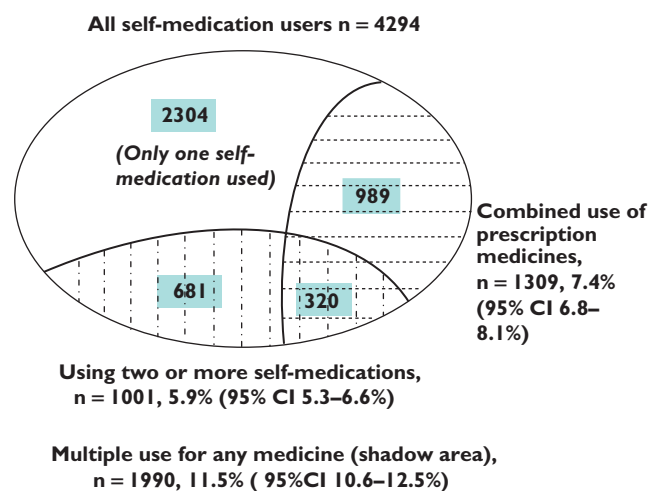 All self-medication users n = 4294
2304
(Only one self-
medication used)
989
Combined use of
prescription
medicines,
n = 1309, 7.4%
(95% CI 6.8–
8.1%)
681
320
Using two or more self-medications,
n = 1001, 5.9% (95% CI 5.3–6.6%)
Multiple use for any medicine (shadow area),
n = 1990, 11.5% ( 95%CI 10.6–12.5%)